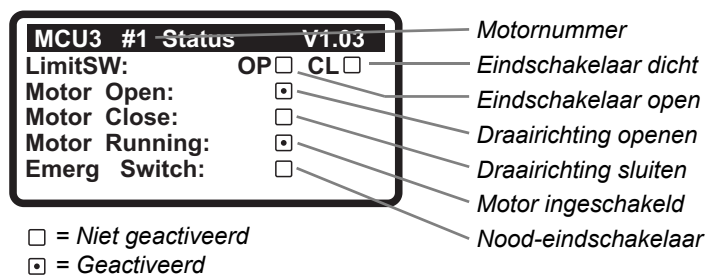 MCU3 #1 Status V1.03
LimitSW: OP□ CL□
Motor Open: ⊡
Motor Close: □
Motor Running: ⊡
Emerg Switch: □
Motornummer
Eindschakelaar dicht
Eindschakelaar open
Draairichting openen
Draairichting sluiten
Motor ingeschakeld
Nood-eindschakelaar
□ = Niet geactiveerd
⊡ = Geactiveerd